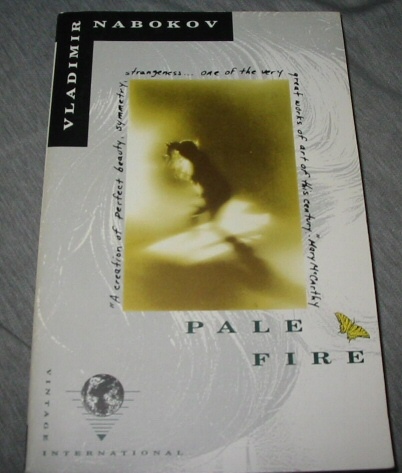 VLADIMIR NABOKOV
"A creation of perfect beauty, symmetry,
strangeness... one of the very
great works of art of this century." Mary McCarthy
PALE
FIRE
VINTAGE
INTERNATIONAL